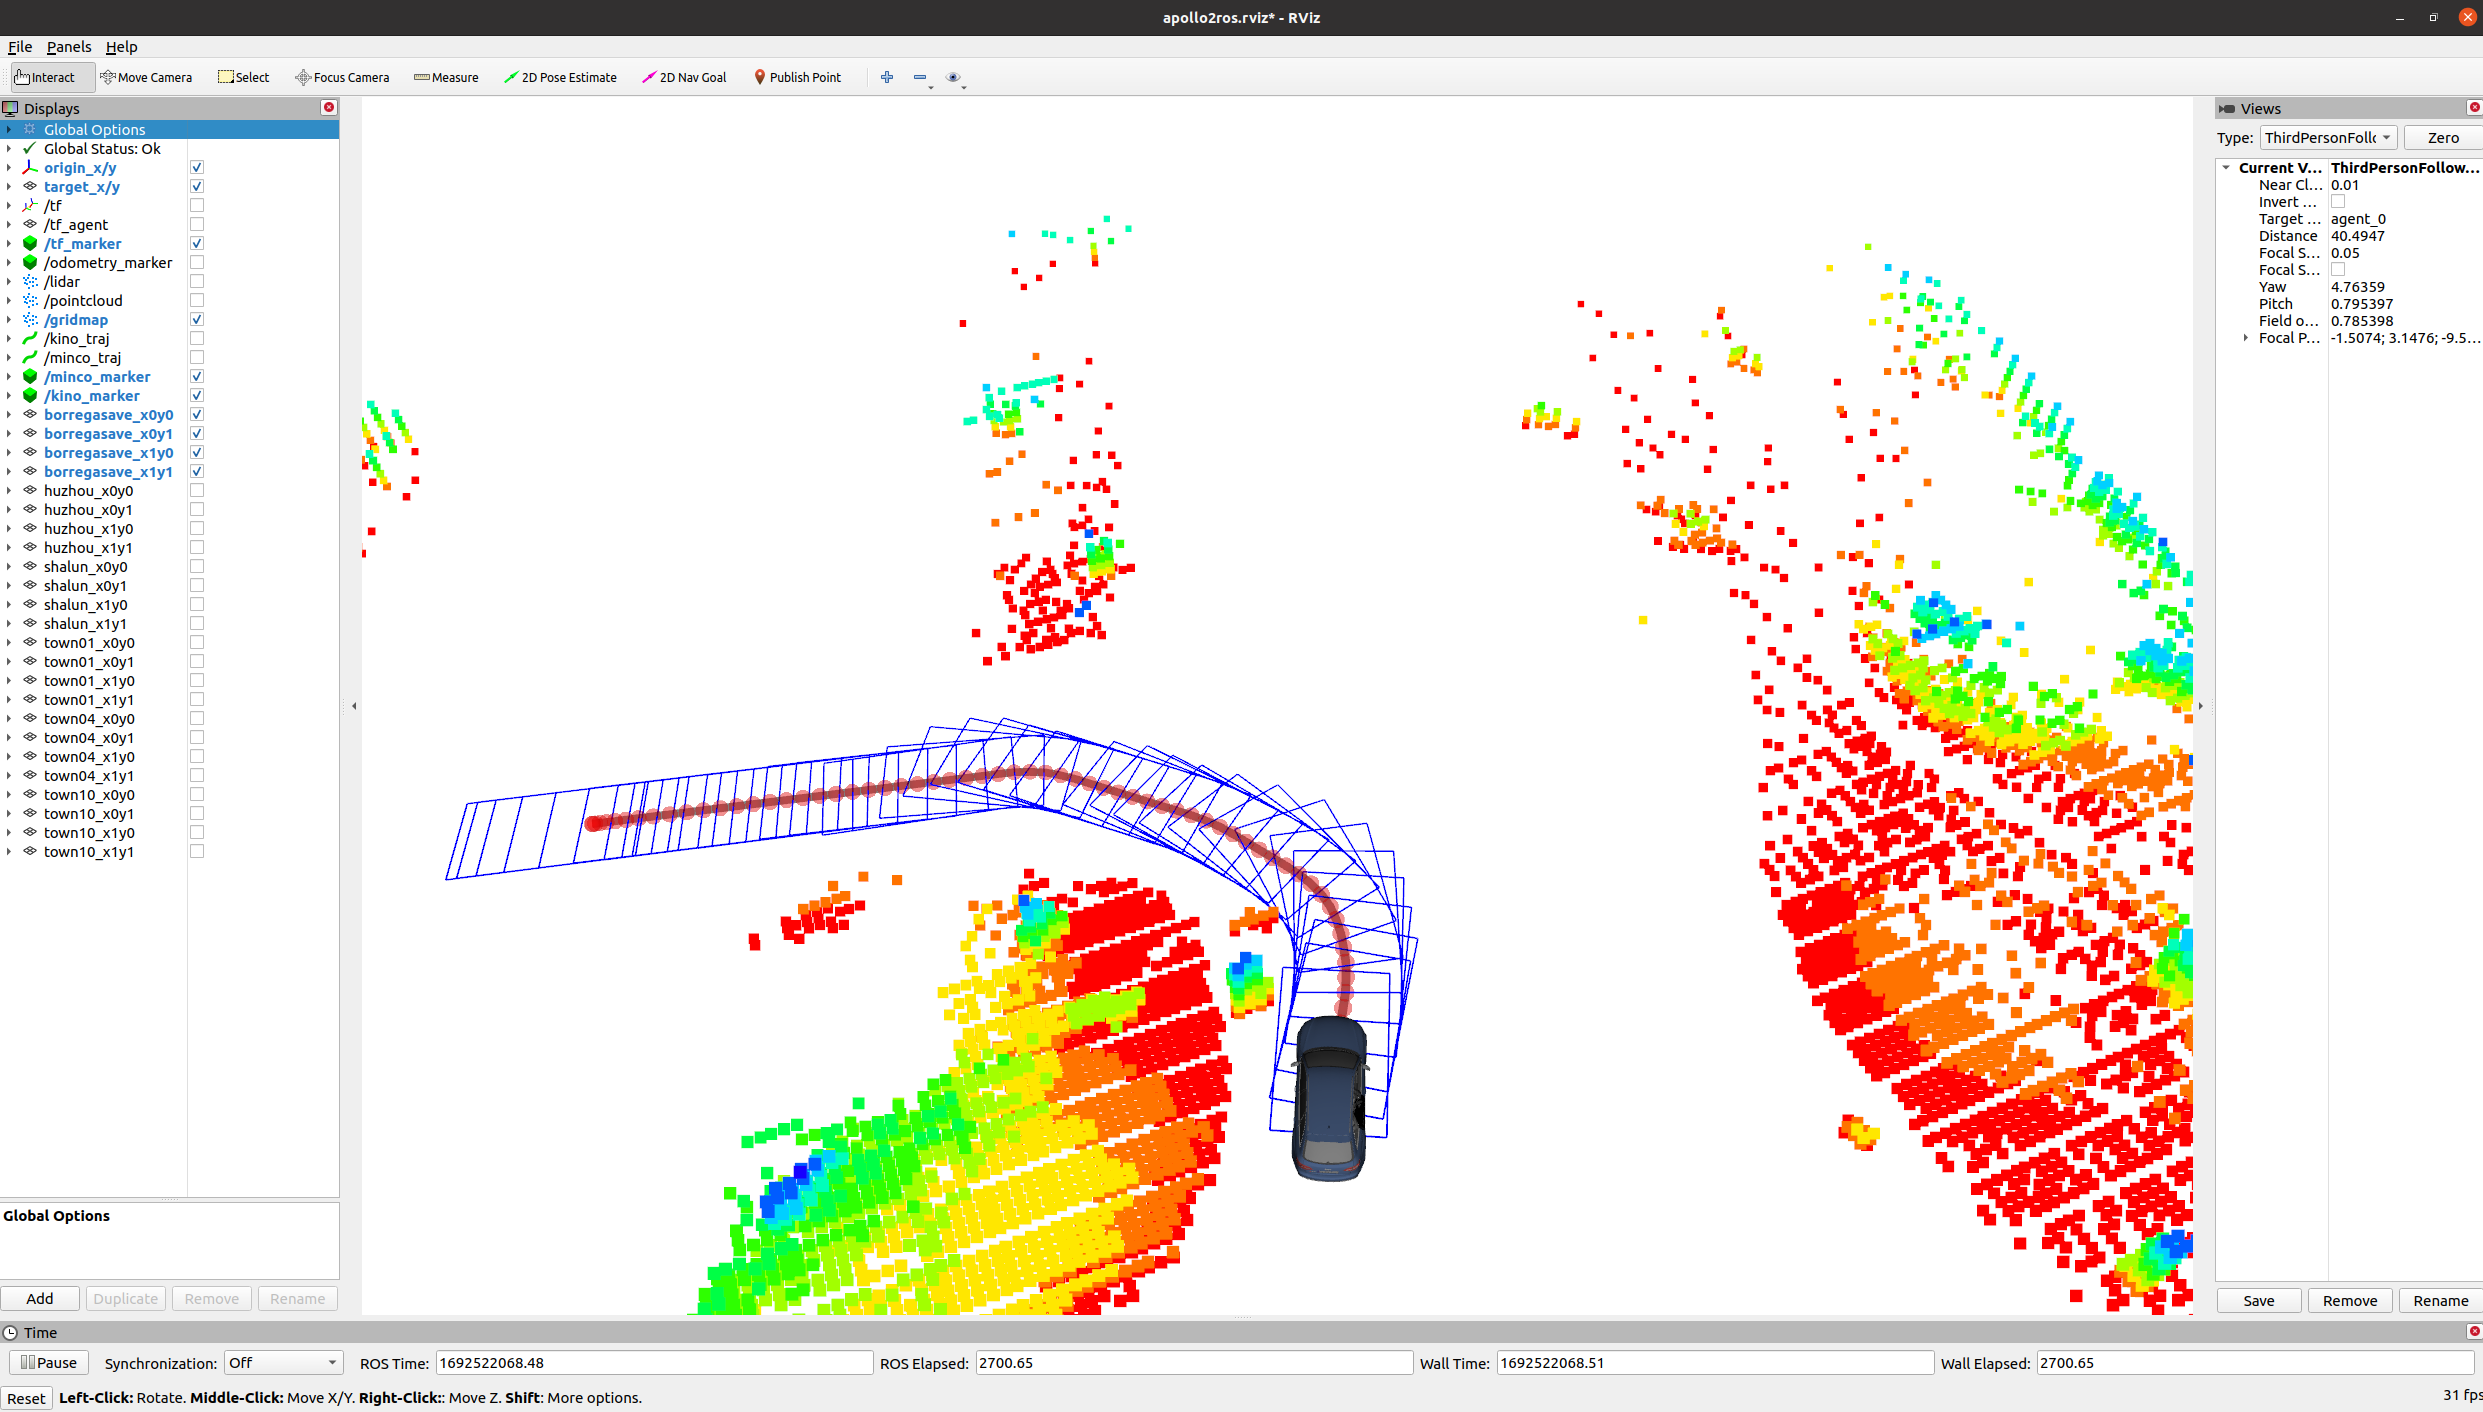 apollo2ros.rviz* - RViz
File Panels Help
Interact Move Camera Select Focus Camera Measure 2D Pose Estimate 2D Nav Goal Publish Point
Displays
Global Options
Global Status: Ok
origin_x/y
target_x/y
/tf
/tf_agent
/tf_marker
/odometry_marker
/lidar
/pointcloud
/gridmap
/kino_traj
/minco_traj
/minco_marker
/kino_marker
borregasave_x0y0
borregasave_x0y1
borregasave_x1y0
borregasave_x1y1
huzhou_x0y0
huzhou_x0y1
huzhou_x1y0
huzhou_x1y1
shalun_x0y0
shalun_x0y1
shalun_x1y0
shalun_x1y1
town01_x0y0
town01_x0y1
town01_x1y0
town01_x1y1
town04_x0y0
town04_x0y1
town04_x1y0
town04_x1y1
town10_x0y0
town10_x0y1
town10_x1y0
town10_x1y1
Global Options
Add Duplicate Remove Rename
Views
Type: ThirdPersonFollo Zero
Current V... ThirdPersonFollow...
Near Cl... 0.01
Invert ...
Target ... agent_0
Distance 40.4947
Focal S... 0.05
Focal S...
Yaw 4.76359
Pitch 0.795397
Field o... 0.785398
Focal P... -1.5074; 3.1476; -9.5...
Save Remove Rename
Time
Pause Synchronization: Off ROS Time: 1692522068.48 ROS Elapsed: 2700.65 Wall Time: 1692522068.51 Wall Elapsed: 2700.65
Reset Left-Click: Rotate. Middle-Click: Move X/Y. Right-Click:: Move Z. Shift: More options. 31 fps